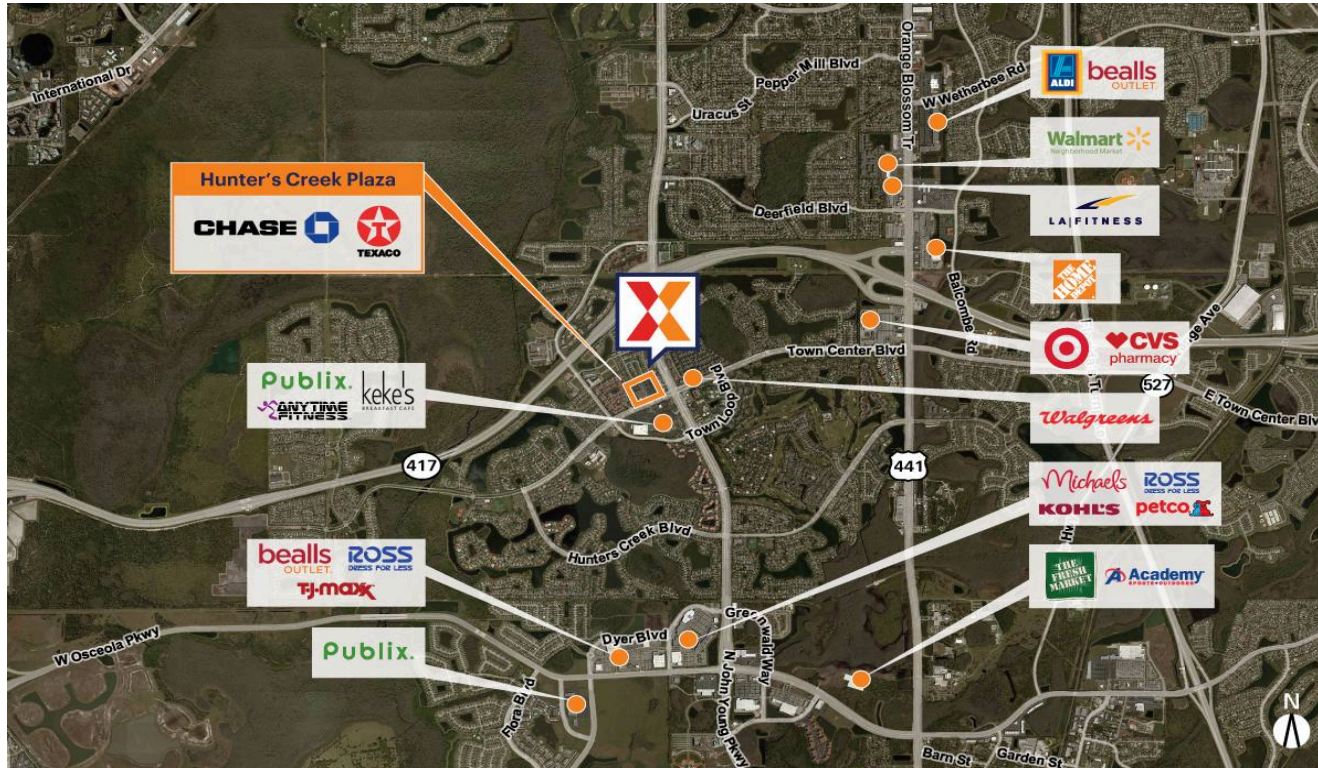 International Dr
Orange Blossom Tr
Pepper Mill Blvd
Uracus St
W Wetherbee Rd
ALDI
bealls
OUTLET
Walmart
Neighborhood Market
Hunter's Creek Plaza
CHASE
TEXACO
Deerfield Blvd
LA|FITNESS
THE
HOME
DEPOT
Balcombe Rd
Town Center Blvd
CVS
pharmacy
Publix.
ANYTIME
FITNESS
keke's
BREAKFAST CAFE
Town Loop Blvd
527
E Town Center Blv
Walgreens
417
441
Michaels
ROSS
DRESS FOR LESS
KOHL'S
petco
Hunters Creek Blvd
bealls
OUTLET
ROSS
DRESS FOR LESS
T•J•maxx
THE
FRESH
MARKET
Academy
SPORTS+OUTDOORS
W Osceola Pkwy
Dyer Blvd
Greenwald Way
Publix.
Flora Blvd
N John Young Pkwy
Barn St
Garden St
N